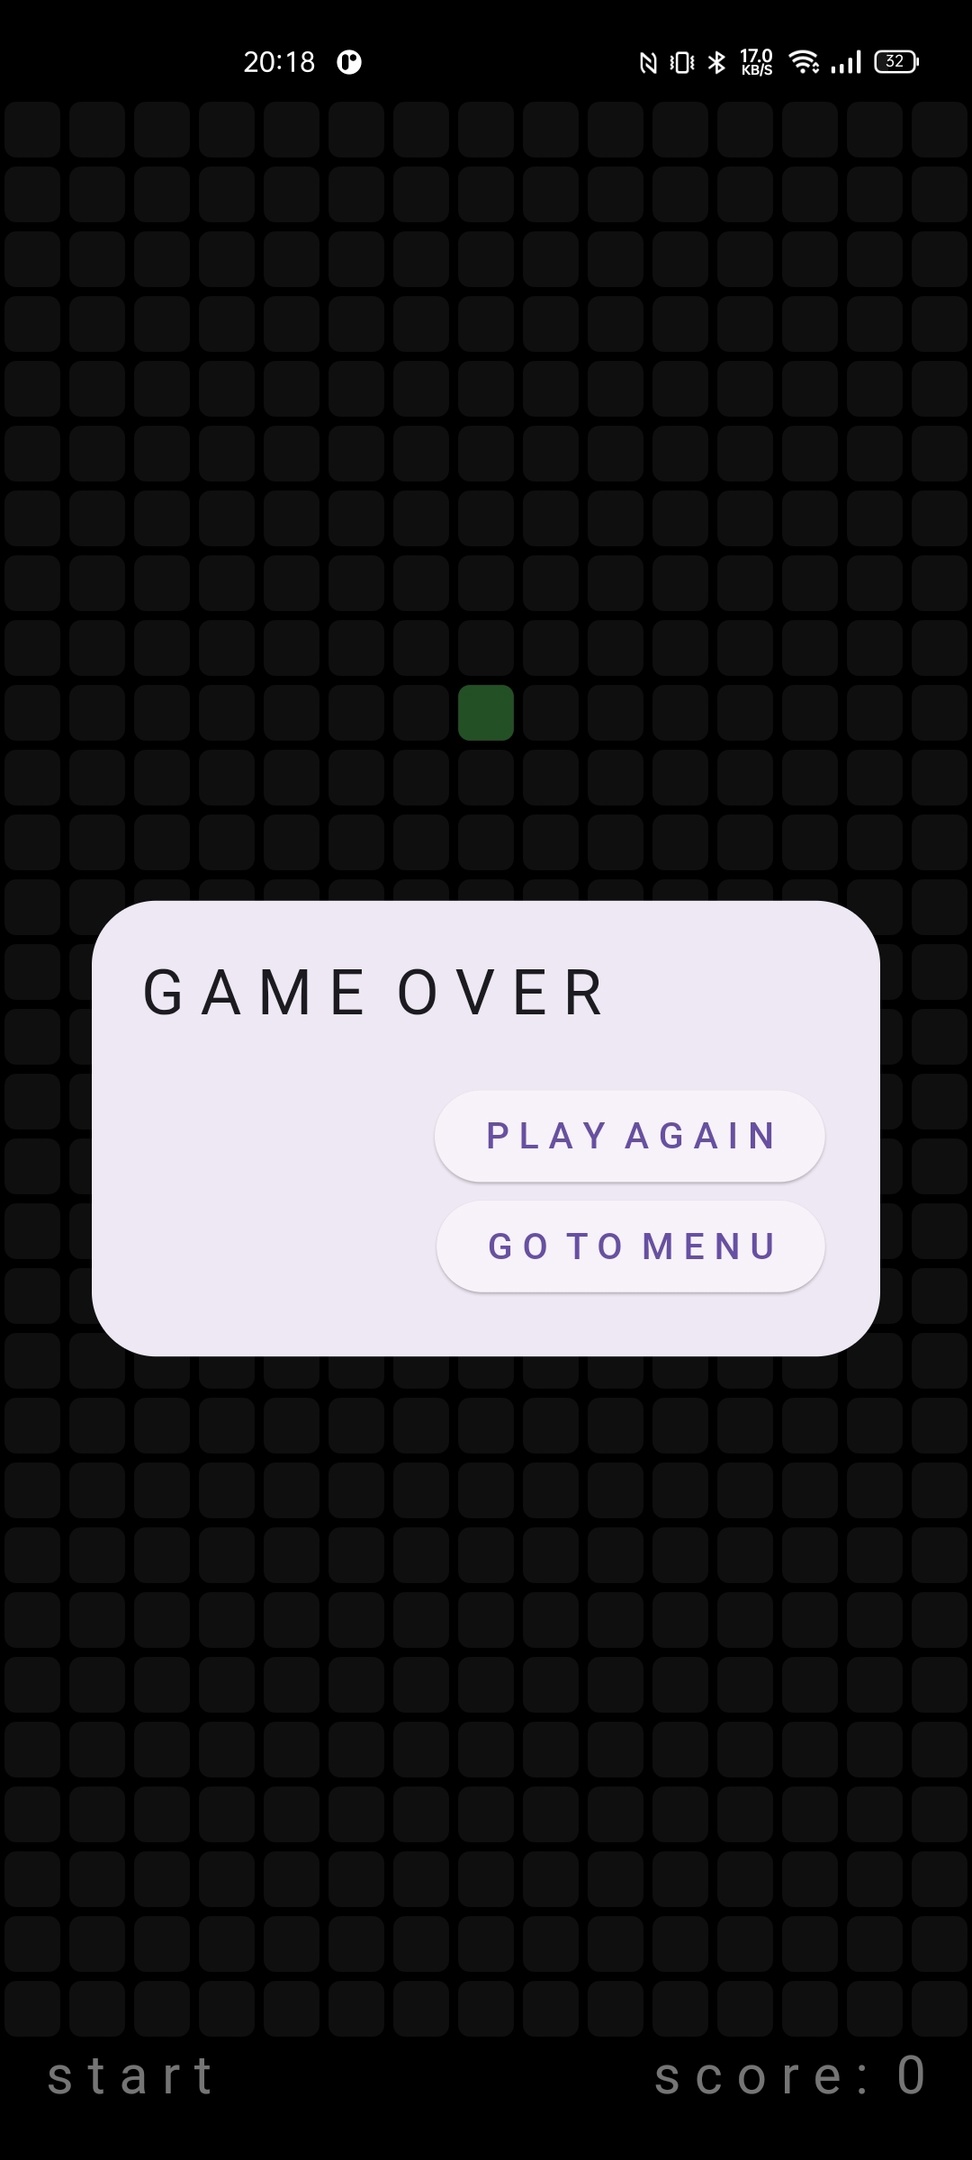 20:18 17.0 KB/S 32
GAME OVER
PLAY AGAIN
GO TO MENU
start score: 0